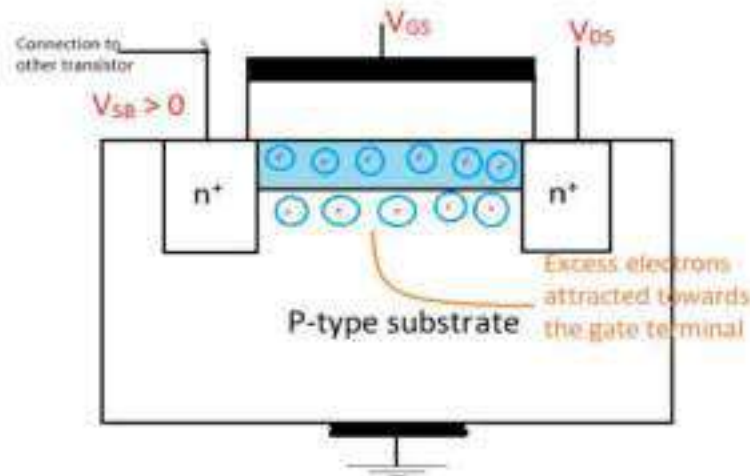 V_GS
V_DS
Connection to
other transistor
V_SB > 0
n⁺
n⁺
Excess electrons
attracted towards
the gate terminal
P-type substrate